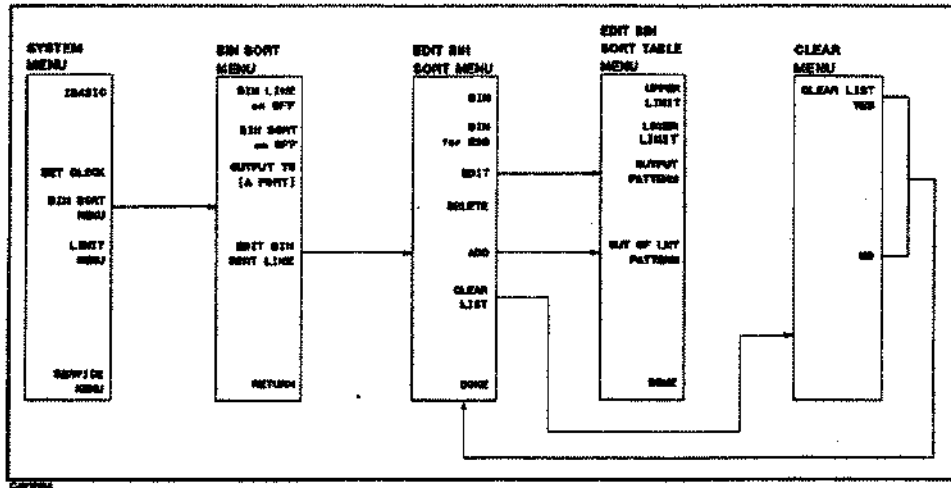 SYSTEM
MENU
IBASIC
SET CLOCK
BIN SORT
MENU
LIMIT
MENU
SERVICE
MENU
BIN SORT
MENU
BIN LINE
on OFF
BIN SORT
on OFF
OUTPUT TO
[A PORT]
EDIT BIN
SORT LINE
RETURN
EDIT BIN
SORT MENU
BIN
BIN
for
EDIT
DELETE
ADD
CLEAR
LIST
DONE
EDIT BIN
SORT TABLE
MENU
UPPER
LIMIT
LOWER
LIMIT
OUTPUT
PATTERN
OUT OF LMT
PATTERN
DONE
CLEAR
MENU
CLEAR LIST
YES
NO